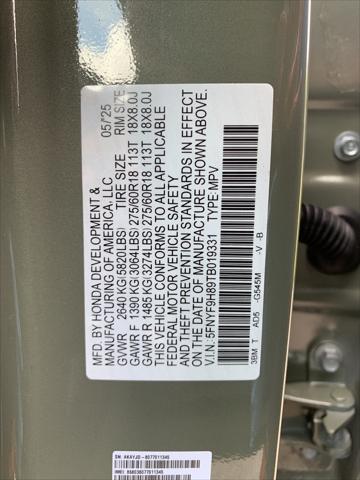 MFD. BY HONDA DEVELOPMENT & 05/'25
MANUFACTURING OF AMERICA, LLC
GVWR 2640 KG(5820LBS) TIRE SIZE RIM SIZE
GAWR F 1390 KG(3064LBS) 275/60R18 113T 18X8.0J
GAWR R 1485 KG(3274LBS) 275/60R18 113T 18X8.0J
THIS VEHICLE CONFORMS TO ALL APPLICABLE
FEDERAL MOTOR VEHICLE SAFETY
AND THEFT PREVENTION STANDARDS IN EFFECT
ON THE DATE OF MANUFACTURE SHOWN ABOVE.
V.I.N. 5FNYF9H89TB019331 TYPE:MPV
3BM T AD5 -G545M -V -B
SN: AKAYJD-8077611346